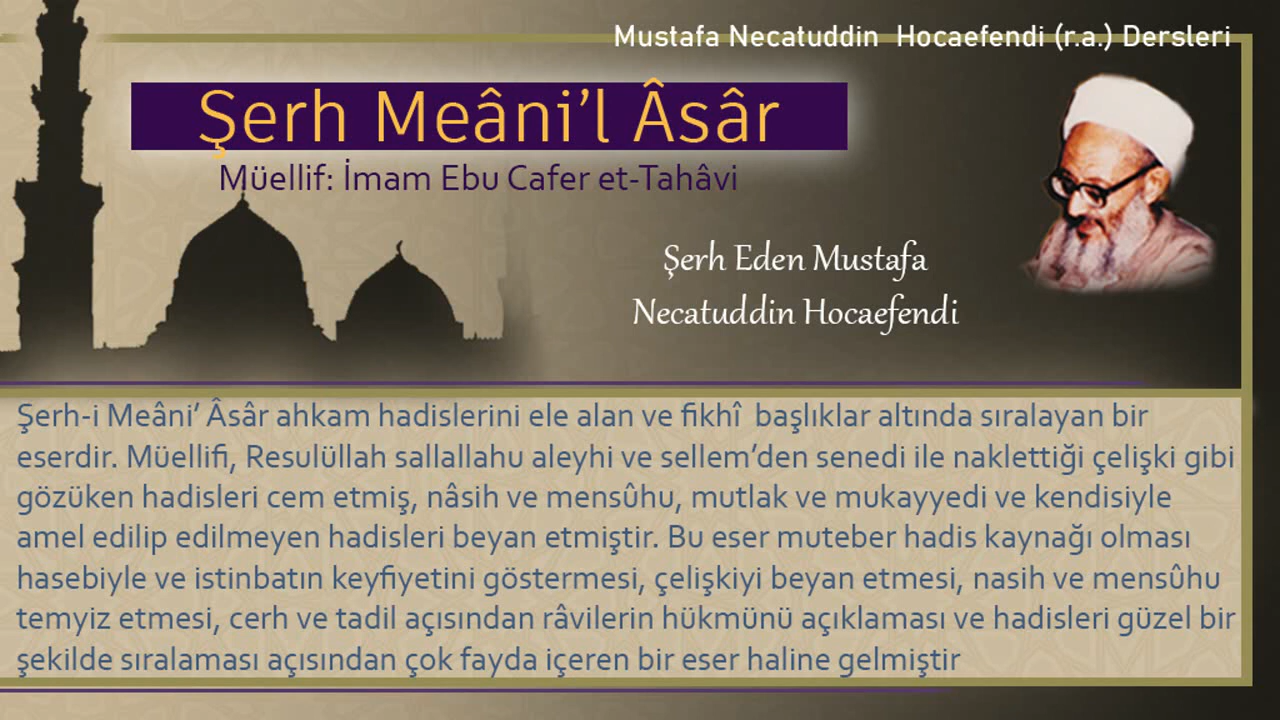 Mustafa Necatuddin Hocaefendi (r.a.) Dersleri
Şerh Meâni’l Âsâr
Müellif: İmam Ebu Cafer et-Tahâvi
Şerh Eden Mustafa
Necatuddin Hocaefendi
Şerh-i Meâni’ Âsâr ahkam hadislerini ele alan ve fikhî başlıklar altında sıralayan bir
eserdir. Müellifi, Resulüllah sallallahu aleyhi ve sellem’den senedi ile naklettiği çelişki gibi
gözüken hadisleri cem etmiş, nâsih ve mensûhu, mutlak ve mukayyedi ve kendisiyle
amel edilip edilmeyen hadisleri beyan etmiştir. Bu eser muteber hadis kaynağı olması
hasebiyle ve istinbatın keyfiyetini göstermesi, çelişkiyi beyan etmesi, nasih ve mensûhu
temyiz etmesi, cerh ve tadil açısından râvilerin hükmünü açıklaması ve hadisleri güzel bir
şekilde sıralaması açısından çok fayda içeren bir eser haline gelmiştir